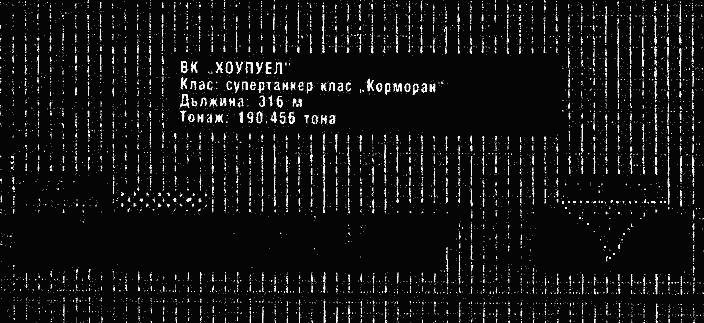 ВК „ХОУПУЕЛ"
Клас: супертанкер клас „Корморан"
Дължина: 316 м
Тонаж: 190,456 тона